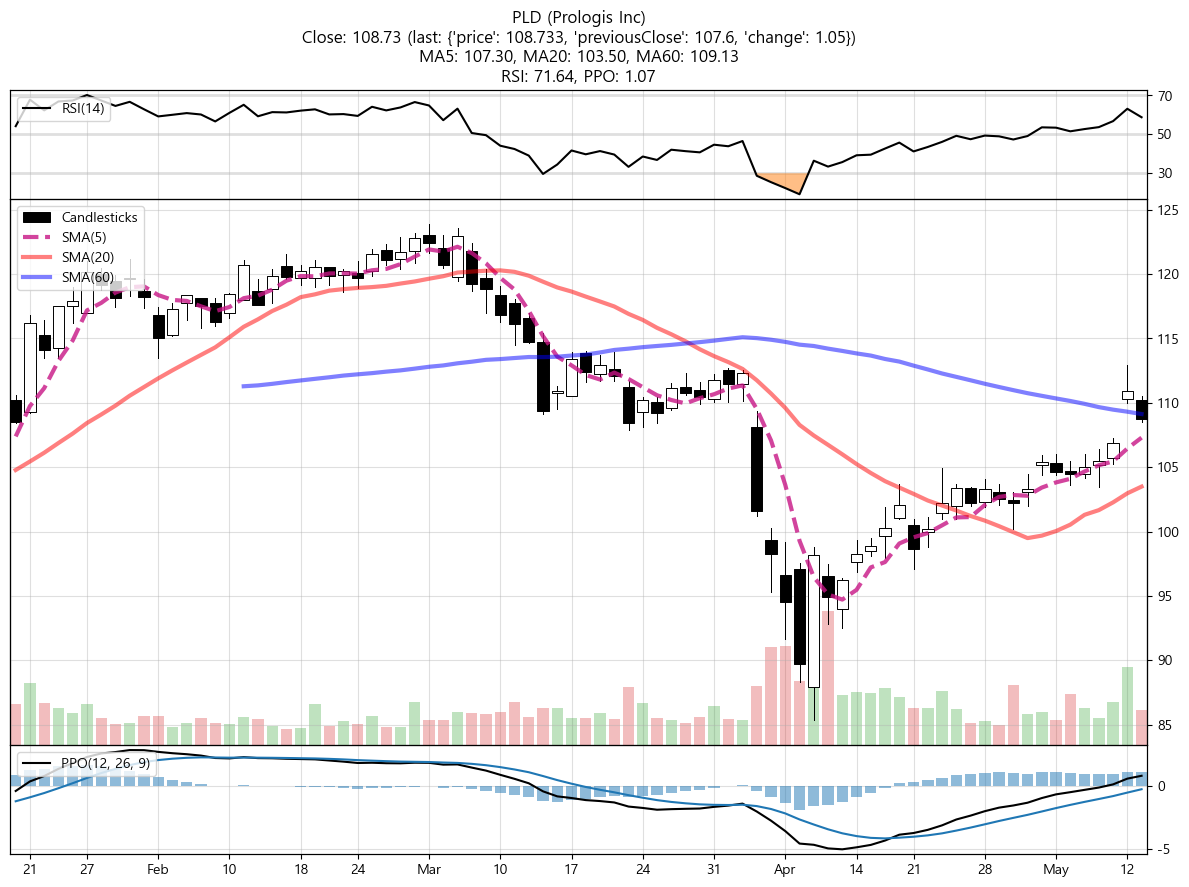 PLD (Prologis Inc)
Close: 108.73 (last: {'price': 108.733, 'previousClose': 107.6, 'change': 1.05})
MA5: 107.30, MA20: 103.50, MA60: 109.13
RSI: 71.64, PPO: 1.07
RSI(14)
70
50
30
Candlesticks
SMA(5)
SMA(20)
SMA(60)
125
120
115
110
105
100
95
90
85
PPO(12, 26, 9)
0
-5
21 27 Feb 10 18 24 Mar 10 17 24 31 Apr 14 21 28 May 12